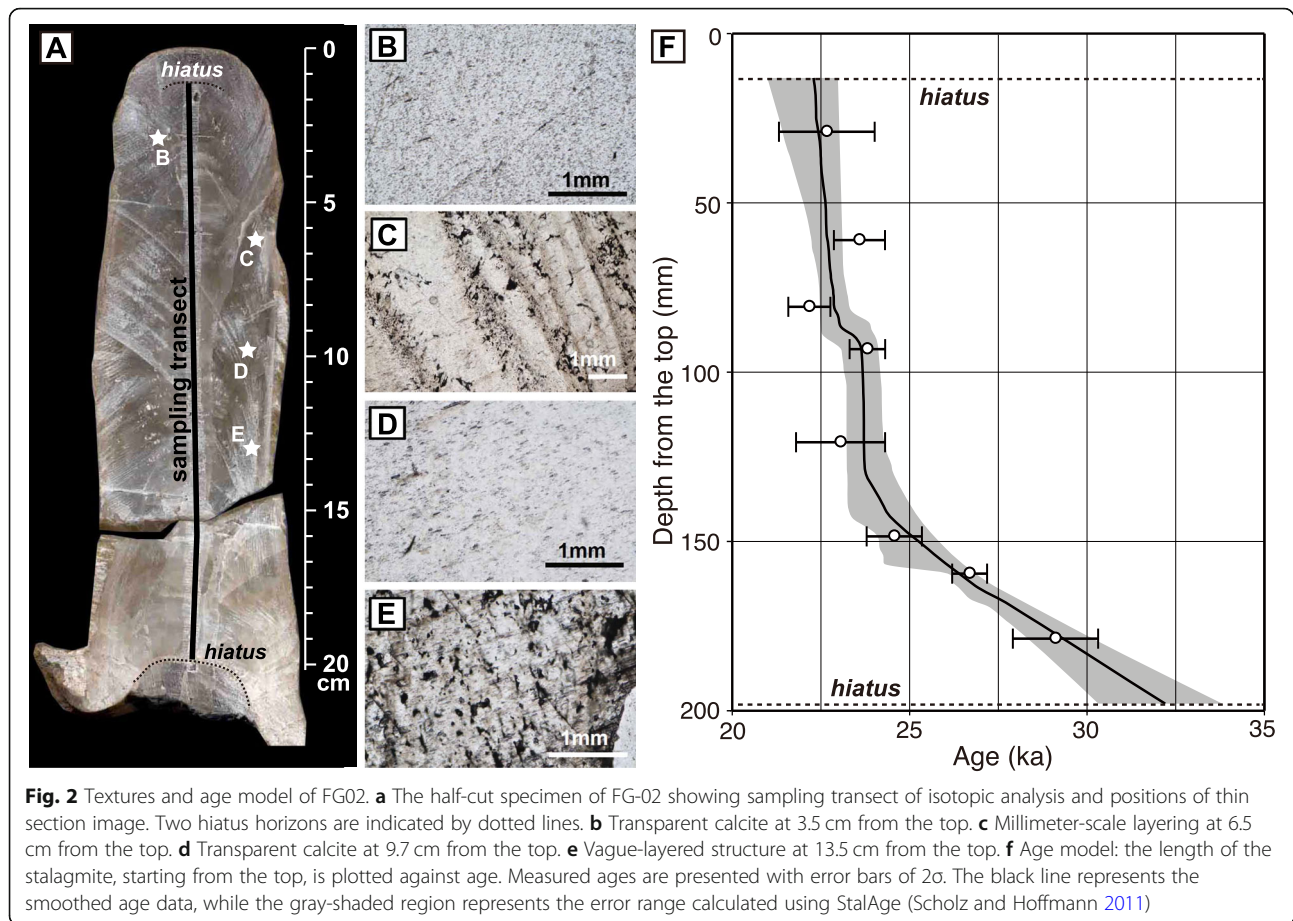 A
hiatus
B
C
D
E
sampling transect
hiatus
0
5
10
15
20
cm
B
1mm
C
1mm
D
1mm
E
1mm
F
0
50
100
150
200
Depth from the top (mm)
hiatus
hiatus
20
25
30
35
Age (ka)
Fig. 2 Textures and age model of FG02. a The half-cut specimen of FG-02 showing sampling transect of isotopic analysis and positions of thin
section image. Two hiatus horizons are indicated by dotted lines. b Transparent calcite at 3.5 cm from the top. c Millimeter-scale layering at 6.5
cm from the top. d Transparent calcite at 9.7 cm from the top. e Vague-layered structure at 13.5 cm from the top. f Age model: the length of the
stalagmite, starting from the top, is plotted against age. Measured ages are presented with error bars of 2σ. The black line represents the
smoothed age data, while the gray-shaded region represents the error range calculated using StalAge (Scholz and Hoffmann 2011)